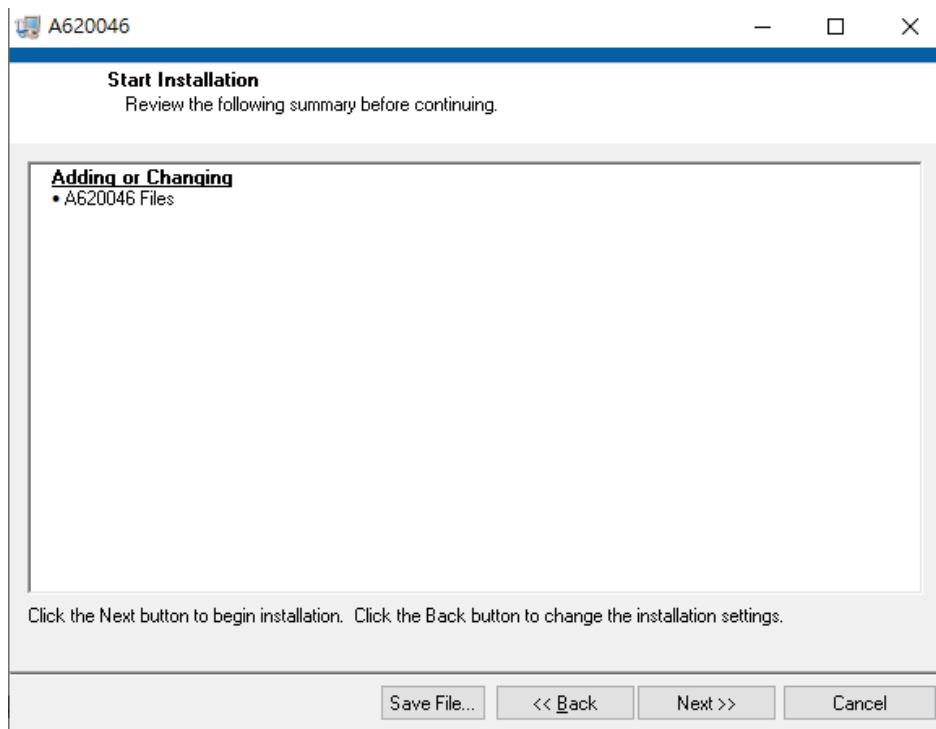 A620046
Start Installation
Review the following summary before continuing.
Adding or Changing
• A620046 Files
Click the Next button to begin installation.  Click the Back button to change the installation settings.
Save File... << Back Next >> Cancel